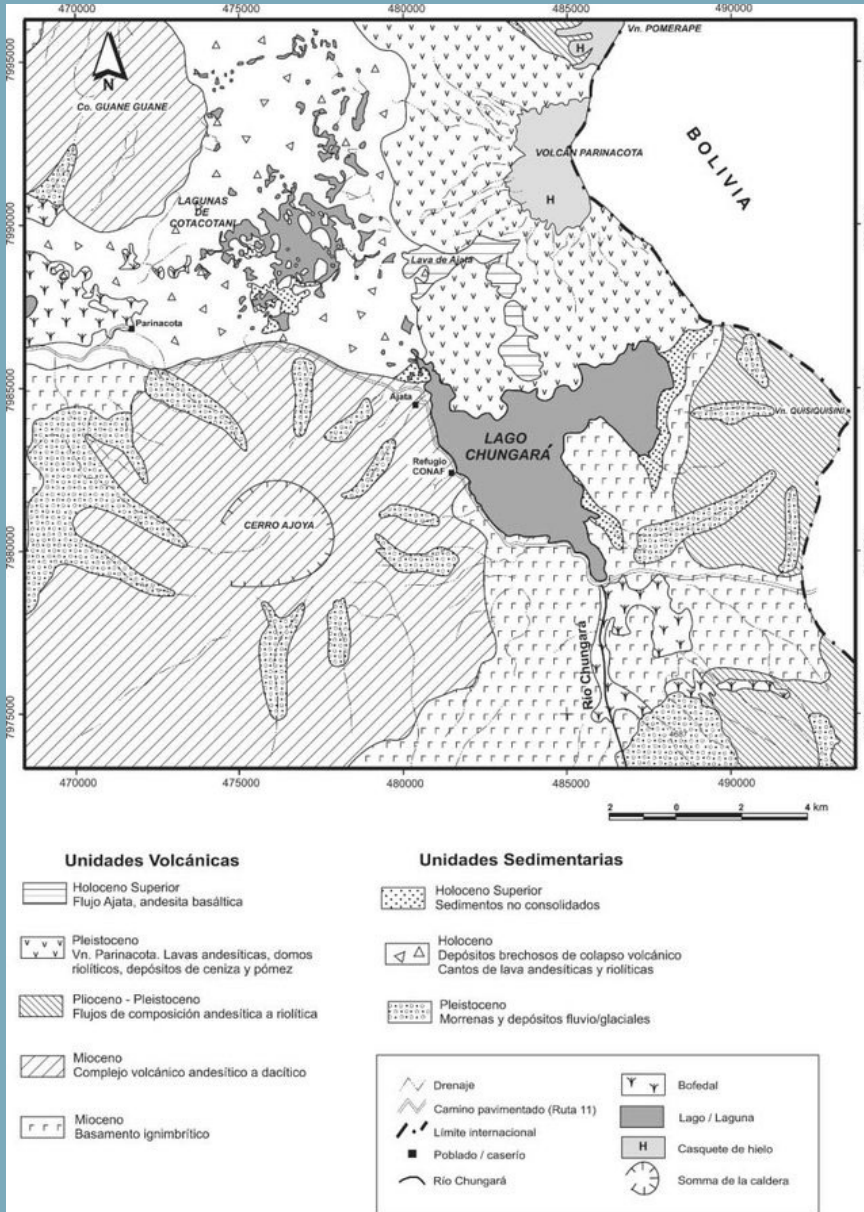 470000
475000
480000
485000
490000
7995000
7990000
7985000
7980000
7975000
N
Co. GUANE GUANE
Vn. POMERAPE
H
VOLCÁN PARINACOTA
H
BOLIVIA
LAGUNAS
DE
COTACOTANI
Lava de Ajata
Parinacota
Ajata
Refugio
CONAF
LAGO
CHUNGARÁ
Vn. QUISIQUISINI
CERRO AJOYA
Río Chungará
470000
475000
480000
485000
490000
2 0 2 4 km
Unidades Volcánicas
Holoceno Superior
Flujo Ajata, andesita basáltica
Pleistoceno
Vn. Parinacota. Lavas andesíticas, domos
riolíticos, depósitos de ceniza y pómez
Plioceno - Pleistoceno
Flujos de composición andesítica a riolítica
Mioceno
Complejo volcánico andesítico a dacítico
Mioceno
Basamento ignimbrítico
Unidades Sedimentarias
Holoceno Superior
Sedimentos no consolidados
Holoceno
Depósitos brechosos de colapso volcánico
Cantos de lava andesíticas y riolíticas
Pleistoceno
Morrenas y depósitos fluvio/glaciales
Drenaje
Camino pavimentado (Ruta 11)
Límite internacional
Poblado / caserío
Río Chungará
Bofedal
Lago / Laguna
H Casquete de hielo
Somma de la caldera